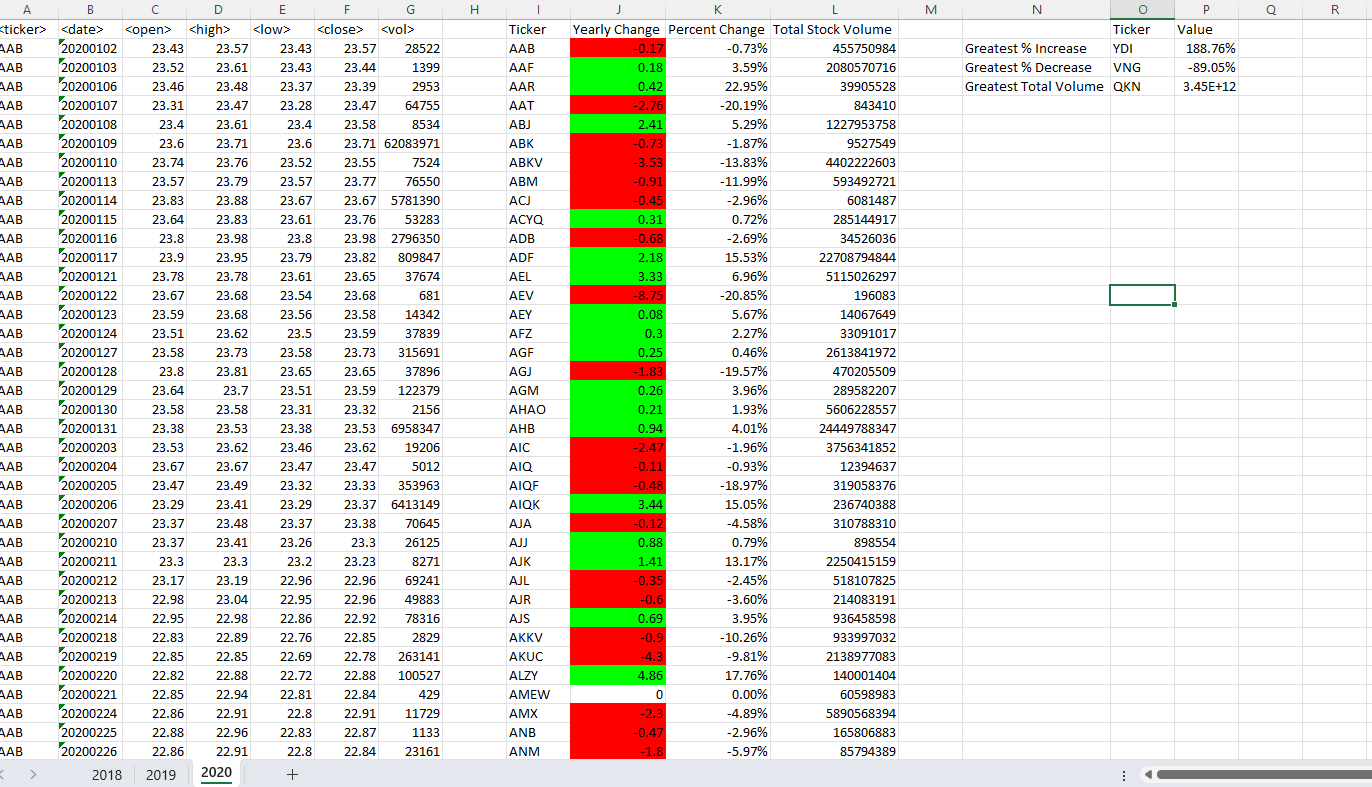 A B C D E F G H I J K L M N O P Q R
<ticker> <date> <open> <high> <low> <close> <vol> Ticker Yearly Change Percent Change Total Stock Volume Ticker Value
AAB 20200102 23.43 23.57 23.43 23.57 28522 AAB -0.17 -0.73% 455750984 Greatest % Increase YDI 188.76%
AAB 20200103 23.52 23.61 23.43 23.44 1399 AAF 0.18 3.59% 2080570716 Greatest % Decrease VNG -89.05%
AAB 20200106 23.46 23.48 23.37 23.39 2953 AAR 0.42 22.95% 39905528 Greatest Total Volume QKN 3.45E+12
AAB 20200107 23.31 23.47 23.28 23.47 64755 AAT -2.76 -20.19% 843410
AAB 20200108 23.4 23.61 23.4 23.58 8534 ABJ 2.41 5.29% 1227953758
AAB 20200109 23.6 23.71 23.6 23.71 62083971 ABK -0.73 -1.87% 9527549
AAB 20200110 23.74 23.76 23.52 23.55 7524 ABKV -3.53 -13.83% 4402222603
AAB 20200113 23.57 23.79 23.57 23.77 76550 ABM -0.91 -11.99% 593492721
AAB 20200114 23.83 23.88 23.67 23.67 5781390 ACJ -0.45 -2.96% 6081487
AAB 20200115 23.64 23.83 23.61 23.76 53283 ACYQ 0.31 0.72% 285144917
AAB 20200116 23.8 23.98 23.8 23.98 2796350 ADB -0.68 -2.69% 34526036
AAB 20200117 23.9 23.95 23.79 23.82 809847 ADF 2.18 15.53% 22708794844
AAB 20200121 23.78 23.78 23.61 23.65 37674 AEL 3.33 6.96% 5115026297
AAB 20200122 23.67 23.68 23.54 23.68 681 AEV -8.75 -20.85% 196083
AAB 20200123 23.59 23.68 23.56 23.58 14342 AEY 0.08 5.67% 14067649
AAB 20200124 23.51 23.62 23.5 23.59 37839 AFZ 0.3 2.27% 33091017
AAB 20200127 23.58 23.73 23.58 23.73 315691 AGF 0.25 0.46% 2613841972
AAB 20200128 23.8 23.81 23.65 23.65 37896 AGJ -1.83 -19.57% 470205509
AAB 20200129 23.64 23.7 23.51 23.59 122379 AGM 0.26 3.96% 289582207
AAB 20200130 23.58 23.58 23.31 23.32 2156 AHAO 0.21 1.93% 5606228557
AAB 20200131 23.38 23.53 23.38 23.53 6958347 AHB 0.94 4.01% 24449788347
AAB 20200203 23.53 23.62 23.46 23.62 19206 AIC -2.47 -1.96% 3756341852
AAB 20200204 23.67 23.67 23.47 23.47 5012 AIQ -0.11 -0.93% 12394637
AAB 20200205 23.47 23.49 23.32 23.33 353963 AIQF -0.48 -18.97% 319058376
AAB 20200206 23.29 23.41 23.29 23.37 6413149 AIQK 3.44 15.05% 236740388
AAB 20200207 23.37 23.48 23.37 23.38 70645 AJA -0.12 -4.58% 310788310
AAB 20200210 23.37 23.41 23.26 23.3 26125 AJJ 0.88 0.79% 898554
AAB 20200211 23.3 23.3 23.2 23.23 8271 AJK 1.41 13.17% 2250415159
AAB 20200212 23.17 23.19 22.96 22.96 69241 AJL -0.35 -2.45% 518107825
AAB 20200213 22.98 23.04 22.95 22.96 49883 AJR -0.6 -3.60% 214083191
AAB 20200214 22.95 22.98 22.86 22.92 78316 AJS 0.69 3.95% 936458598
AAB 20200218 22.83 22.89 22.76 22.85 2829 AKKV -0.9 -10.26% 933997032
AAB 20200219 22.85 22.85 22.69 22.78 263141 AKUC -4.3 -9.81% 2138977083
AAB 20200220 22.82 22.88 22.72 22.88 100527 ALZY 4.86 17.76% 140001404
AAB 20200221 22.85 22.94 22.81 22.84 429 AMEW 0 0.00% 60598983
AAB 20200224 22.86 22.91 22.8 22.91 11729 AMX -2.3 -4.89% 5890568394
AAB 20200225 22.88 22.96 22.83 22.87 1133 ANB -0.47 -2.96% 165806883
AAB 20200226 22.86 22.91 22.8 22.84 23161 ANM -1.8 -5.97% 85794389
2018 2019 2020 +